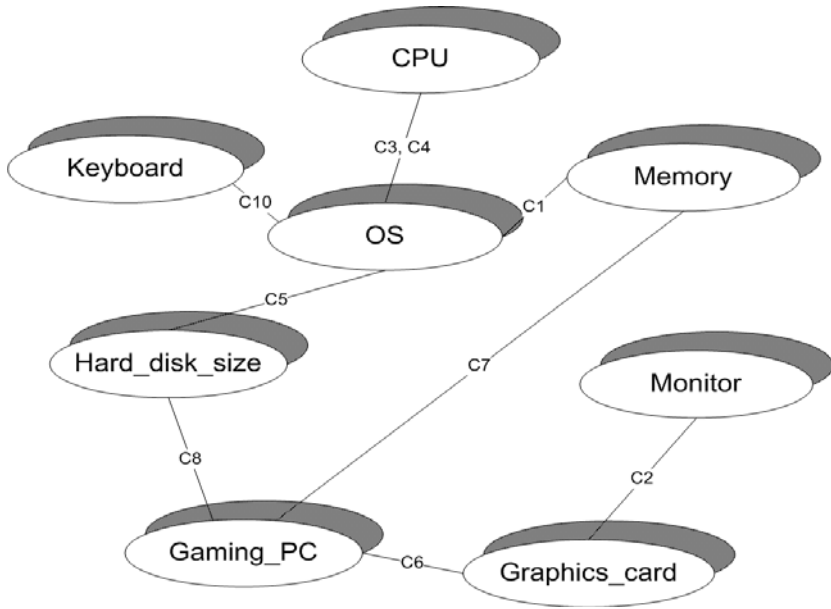 CPU
C3, C4
Keyboard
Memory
C10
C1
OS
C5
Hard_disk_size
C7
Monitor
C8
C2
Gaming_PC
C6
Graphics_card